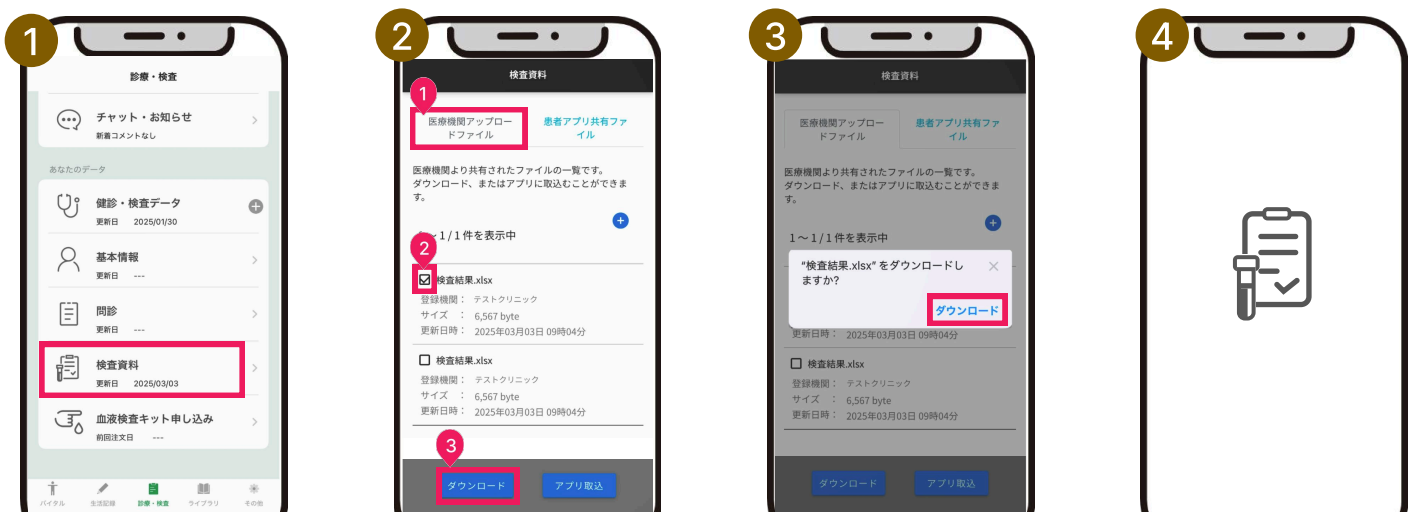 1
診療・検査
チャット・お知らせ
新着コメントなし
あなたのデータ
健診・検査データ
更新日 2025/01/30
基本情報
更新日 ---
問診
更新日 ---
検査資料
更新日 2025/03/03
血液検査キット申し込み
前回注文日 ---
バイタル 生活記録 診療・検査 ライブラリ その他
2
検査資料
1
医療機関アップロー
ドファイル
患者アプリ共有ファ
イル
医療機関より共有されたファイルの一覧です。
ダウンロード、またはアプリに取込むことができま
す。
～1/1件を表示中
2
検査結果.xlsx
登録機関： テストクリニック
サイズ ： 6,567 byte
更新日時： 2025年03月03日 09時04分
検査結果.xlsx
登録機関： テストクリニック
サイズ ： 6,567 byte
更新日時： 2025年03月03日 09時04分
3
ダウンロード アプリ取込
3
検査資料
医療機関アップロー
ドファイル
患者アプリ共有ファ
イル
医療機関より共有されたファイルの一覧です。
ダウンロード、またはアプリに取込むことができま
す。
1～1/1件を表示中
"検査結果.xlsx" をダウンロードし
ますか?
ダウンロード
更新日時： 2025年03月03日 09時04分
検査結果.xlsx
登録機関： テストクリニック
サイズ ： 6,567 byte
更新日時： 2025年03月03日 09時04分
ダウンロード アプリ取込
4